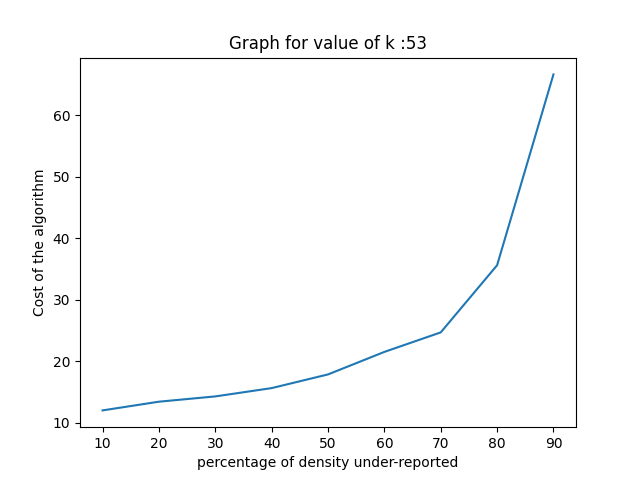 Graph for value of k :53
Cost of the algorithm
60
50
40
30
20
10
10 20 30 40 50 60 70 80 90
percentage of density under-reported